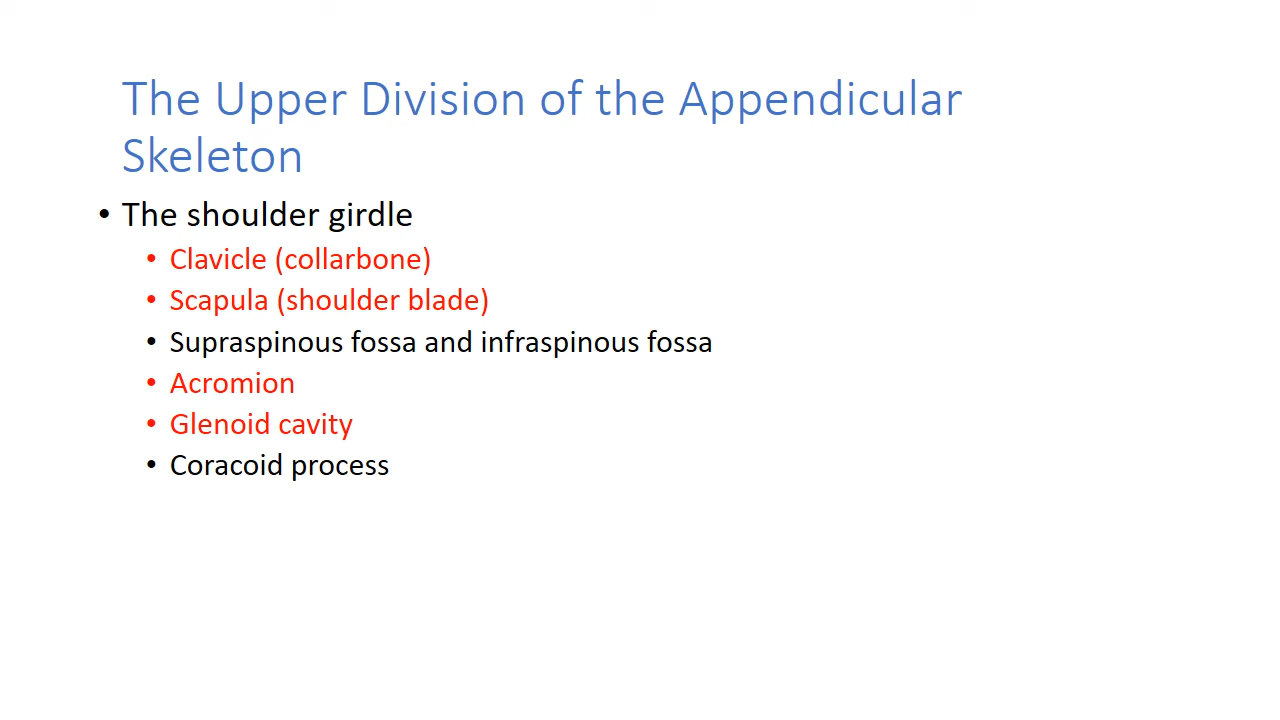 The Upper Division of the Appendicular
Skeleton
• The shoulder girdle
• Clavicle (collarbone)
• Scapula (shoulder blade)
• Supraspinous fossa and infraspinous fossa
• Acromion
• Glenoid cavity
• Coracoid process